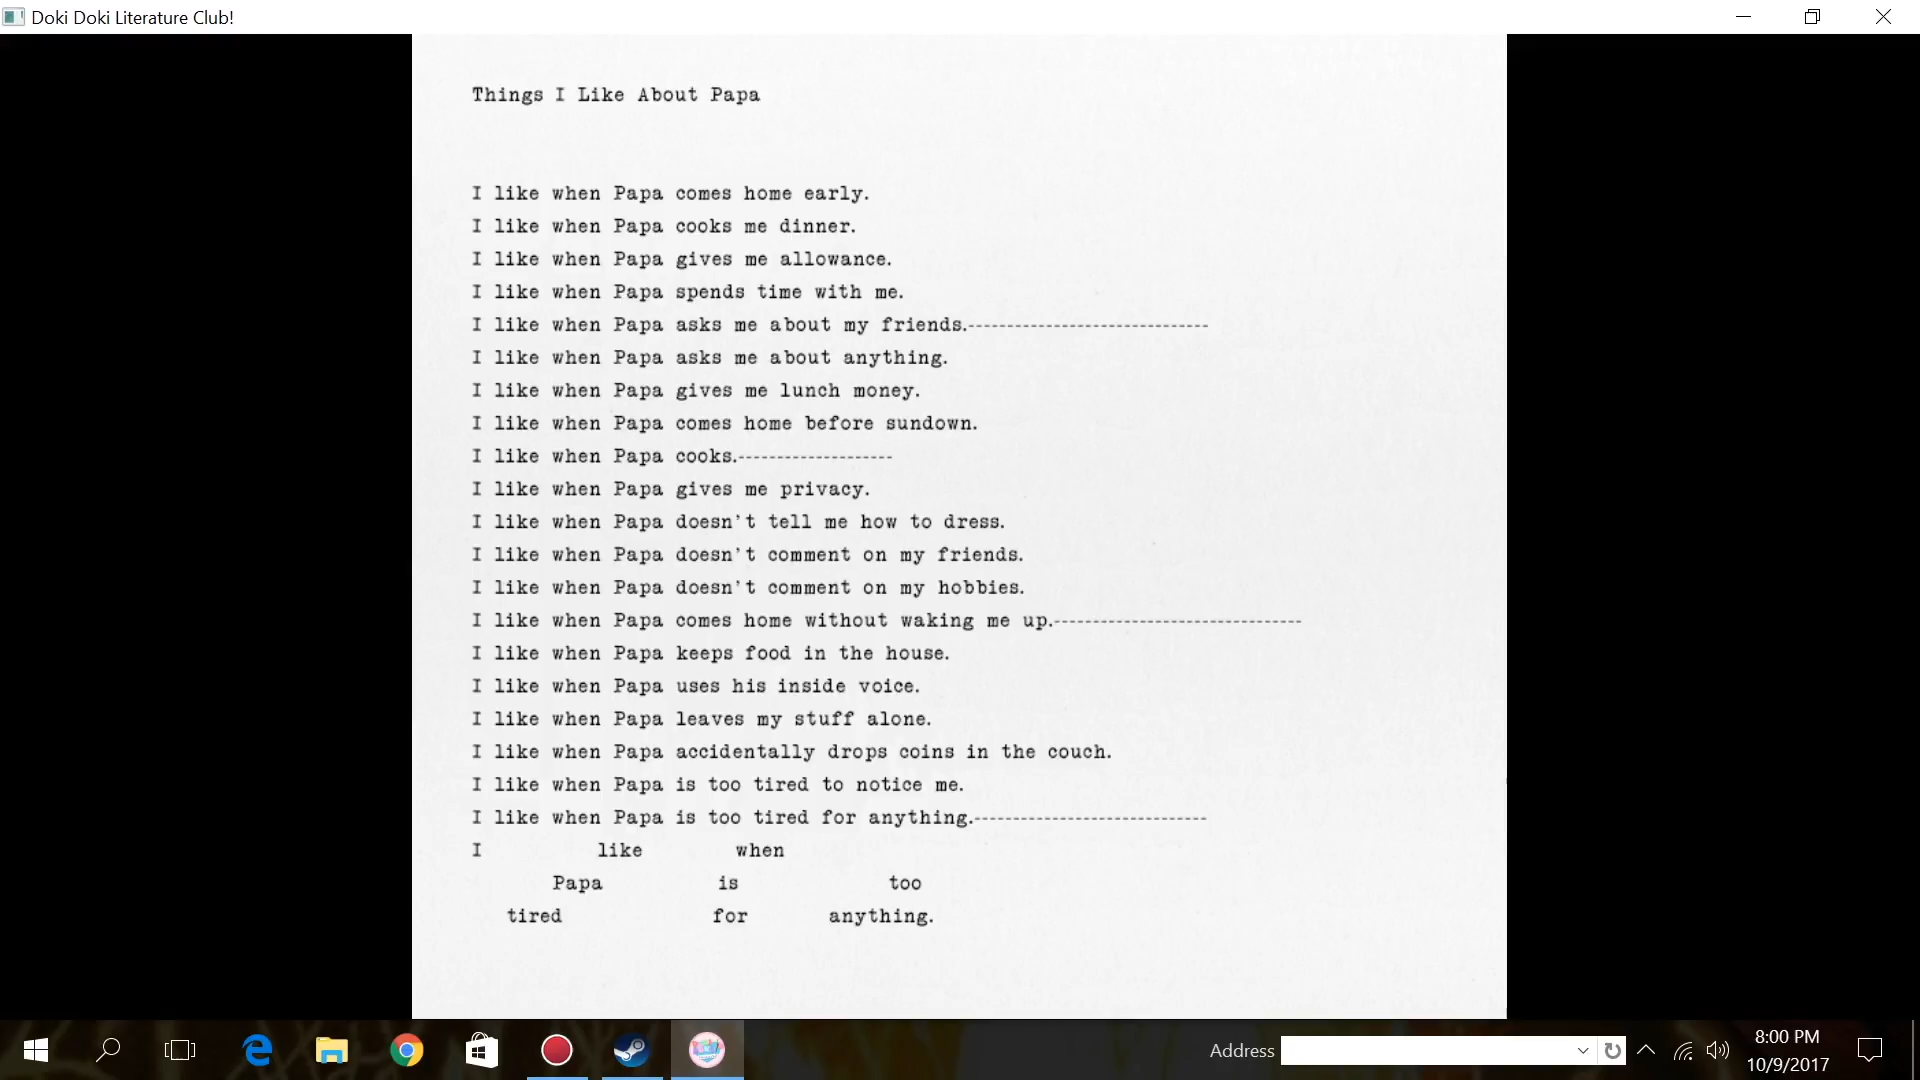 Doki Doki Literature Club!
Things I Like About Papa
I like when Papa comes home early.
I like when Papa cooks me dinner.
I like when Papa gives me allowance.
I like when Papa spends time with me.
I like when Papa asks me about my friends.------------------------------
I like when Papa asks me about anything.
I like when Papa gives me lunch money.
I like when Papa comes home before sundown.
I like when Papa cooks.-------------------
I like when Papa gives me privacy.
I like when Papa doesn't tell me how to dress.
I like when Papa doesn't comment on my friends.
I like when Papa doesn't comment on my hobbies.
I like when Papa comes home without waking me up.-------------------------------
I like when Papa keeps food in the house.
I like when Papa uses his inside voice.
I like when Papa leaves my stuff alone.
I like when Papa accidentally drops coins in the couch.
I like when Papa is too tired to notice me.
I like when Papa is too tired for anything.-----------------------------
I like when
Papa is too
tired for anything.
Address
8:00 PM
10/9/2017